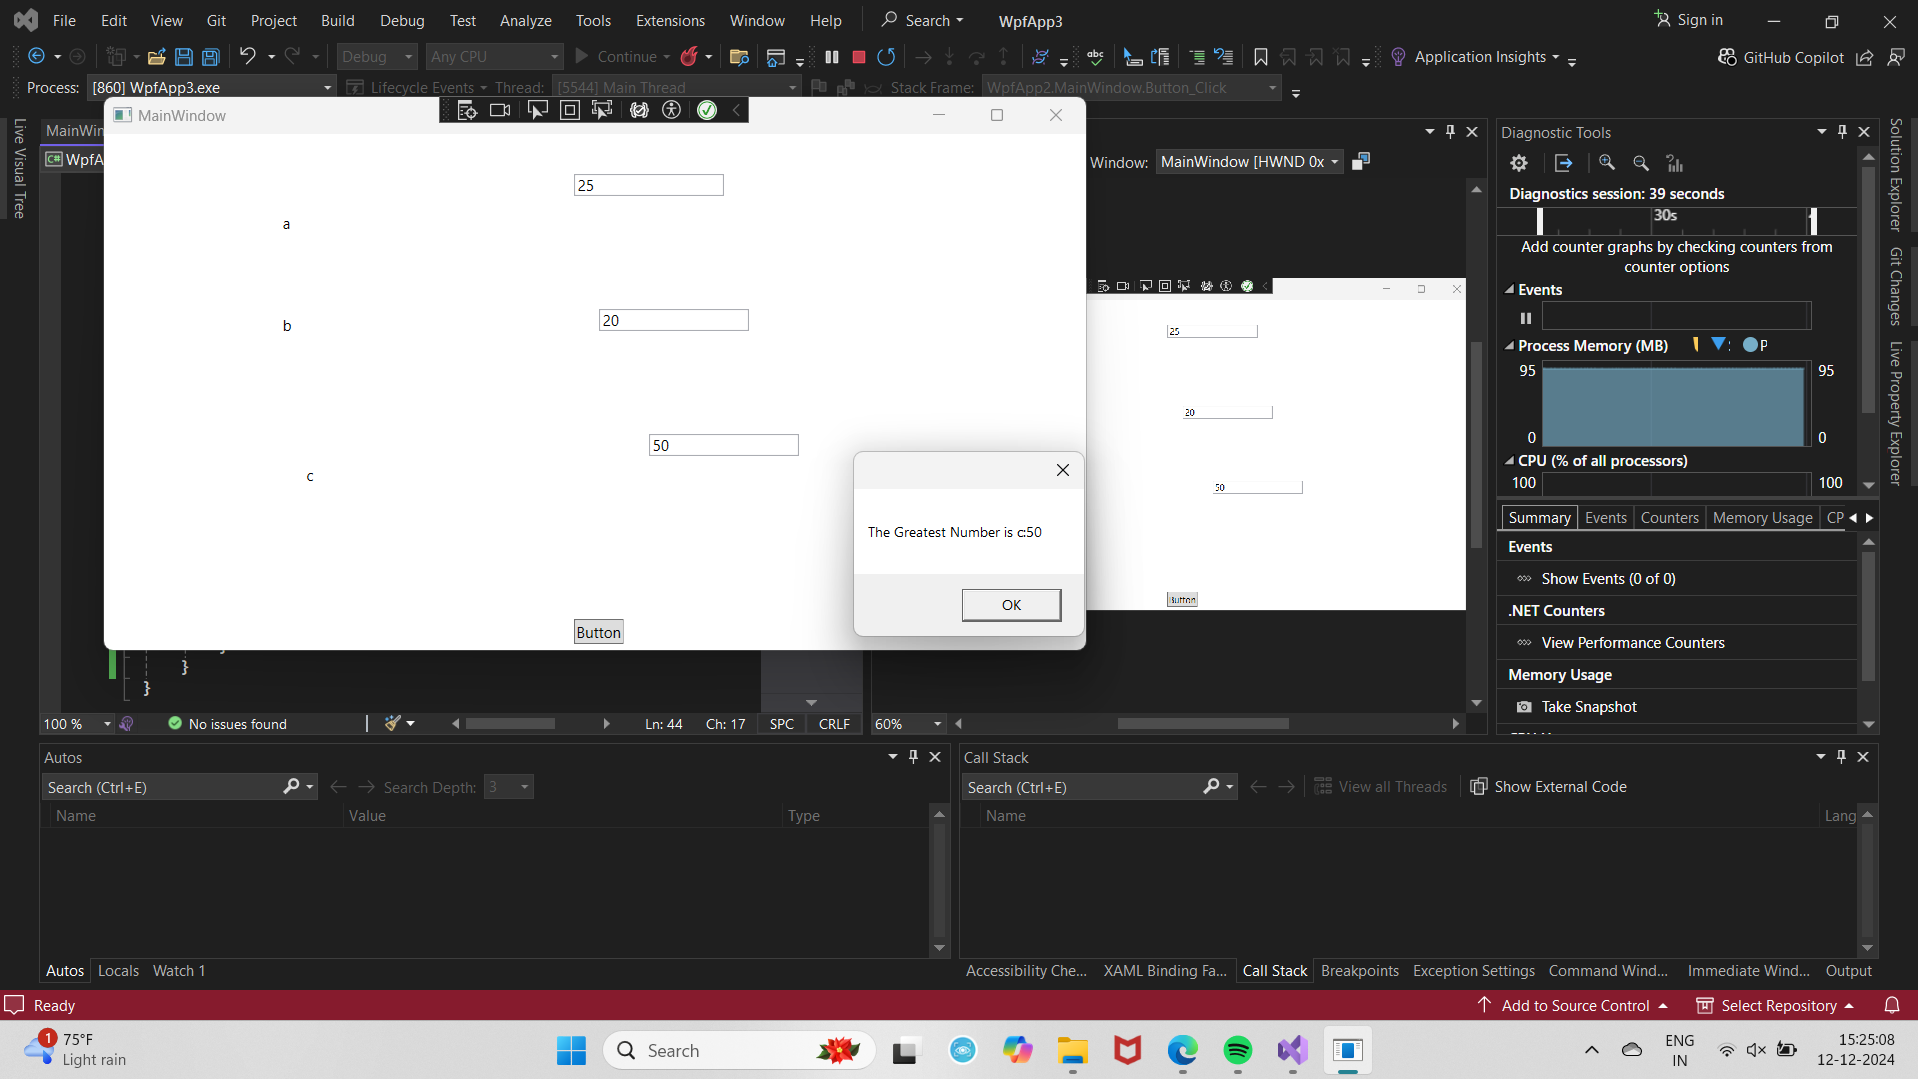 File Edit View Git Project Build Debug Test Analyze Tools Extensions Window Help Search WpfApp3 Sign in
Debug Any CPU Continue Application Insights GitHub Copilot
Process: [860] WpfApp3.exe Lifecycle Events Thread: [5544] Main Thread Stack Frame: WpfApp2.MainWindow.Button_Click
Live Visual Tree
MainWin
C# WpfA
MainWindow
25
a
20
b
50
c
Button
The Greatest Number is c:50
OK
}
}
100 % No issues found Ln: 44 Ch: 17 SPC CRLF
Window: MainWindow [HWND 0x
25
20
50
Button
60%
Diagnostic Tools
Diagnostics session: 39 seconds
30s
Add counter graphs by checking counters from
counter options
Events
Process Memory (MB) : P
95 95
0 0
CPU (% of all processors)
100 100
Summary Events Counters Memory Usage CP
Events
Show Events (0 of 0)
.NET Counters
View Performance Counters
Memory Usage
Take Snapshot
Solution Explorer
Git Changes
Live Property Explorer
Autos
Search (Ctrl+E) Search Depth: 3
Name Value Type
Autos Locals Watch 1
Call Stack
Search (Ctrl+E) View all Threads Show External Code
Name Lang
Accessibility Che... XAML Binding Fa... Call Stack Breakpoints Exception Settings Command Wind... Immediate Wind... Output
Ready Add to Source Control Select Repository
1
75°F
Light rain
Search
ENG
IN
15:25:08
12-12-2024